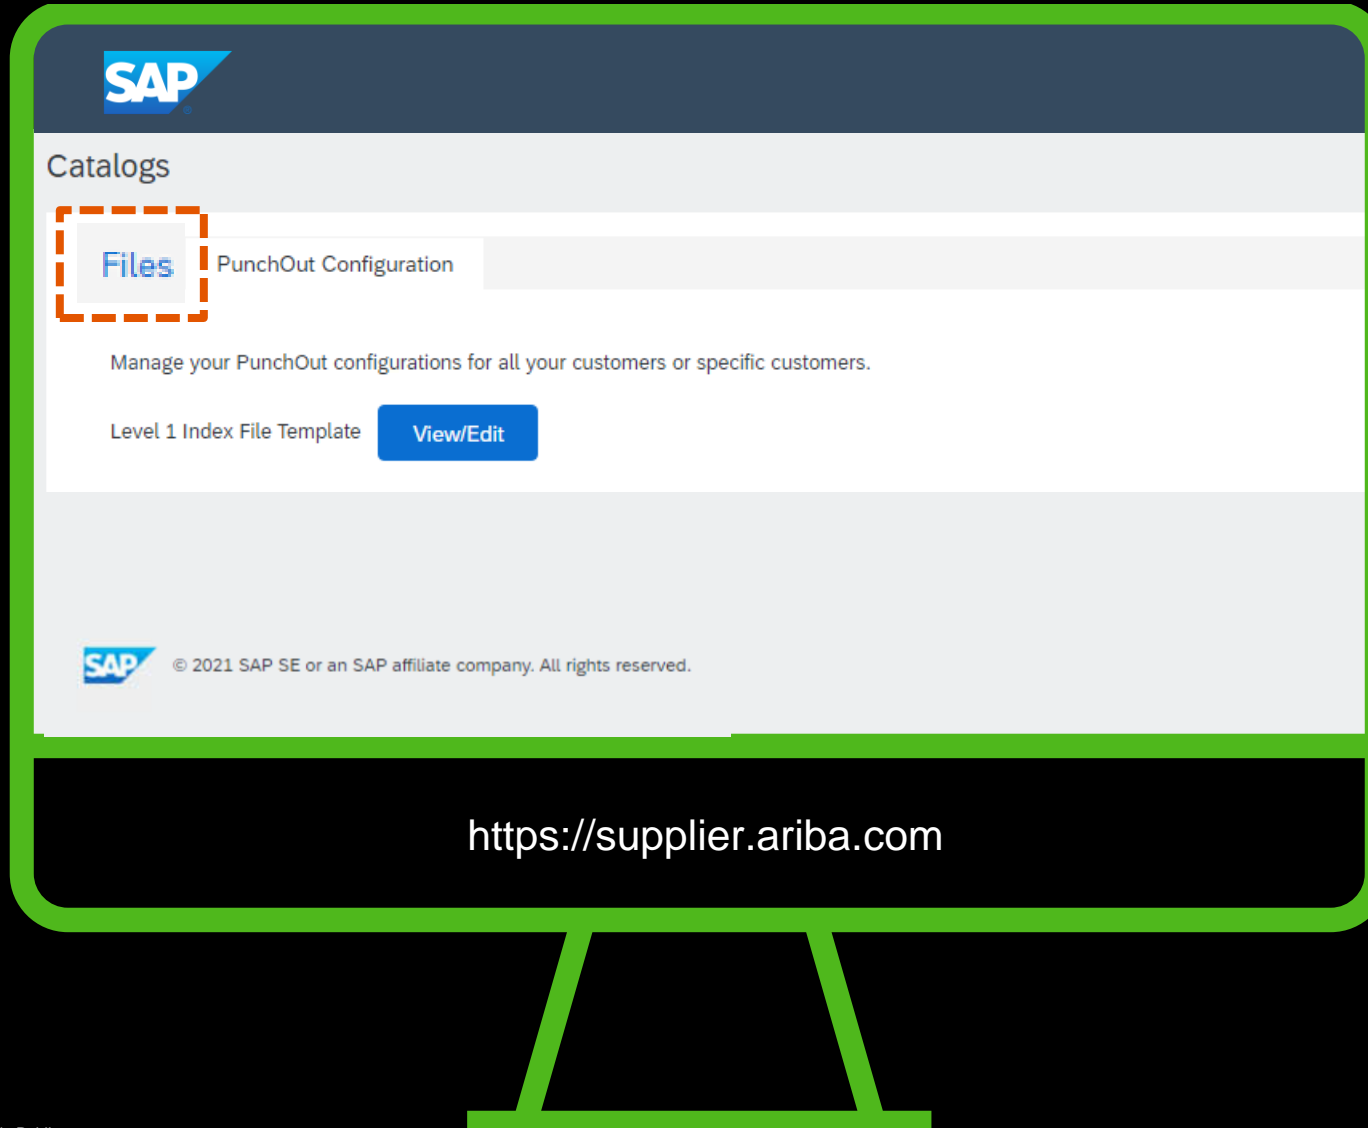 SAP
Catalogs
Files PunchOut Configuration
Manage your PunchOut configurations for all your customers or specific customers.
Level 1 Index File Template View/Edit
SAP © 2021 SAP SE or an SAP affiliate company. All rights reserved.
https://supplier.ariba.com